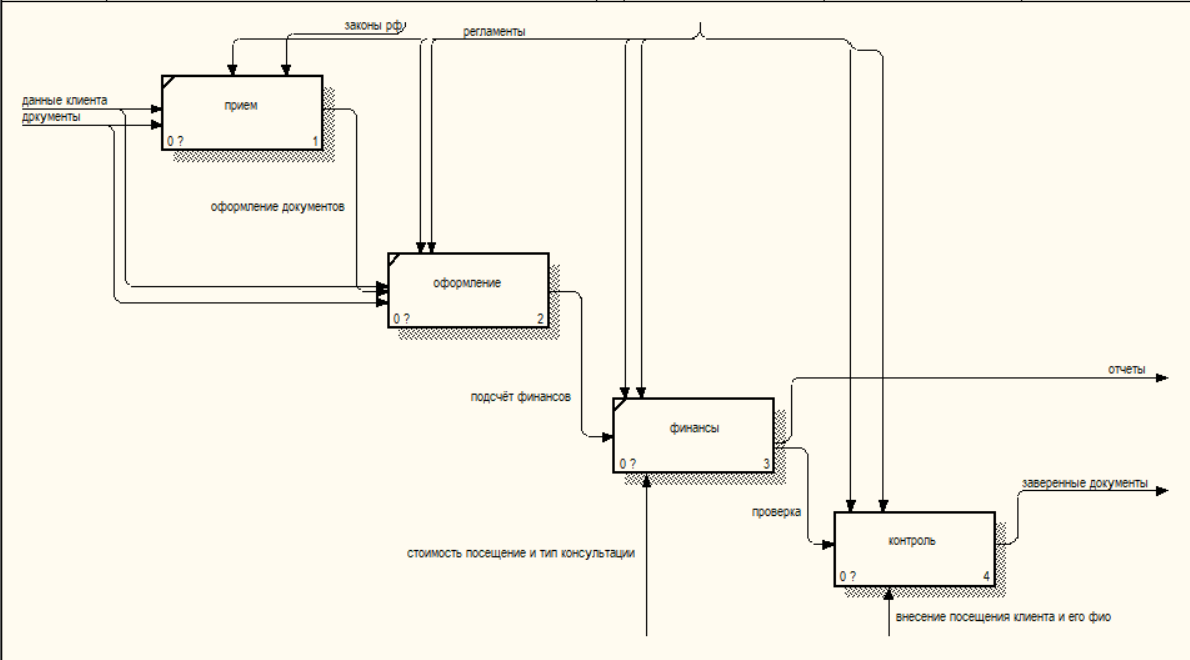 законы рф
регламенты
данные клиента
дркументы
прием
0 ?
1
оформление документов
оформление
0 ?
2
отчеты
подсчёт финансов
финансы
0 ?
3
заверенные документы
проверка
контроль
стоимость посещение и тип консультации
0 ?
4
внесение посещения клиента и его фио